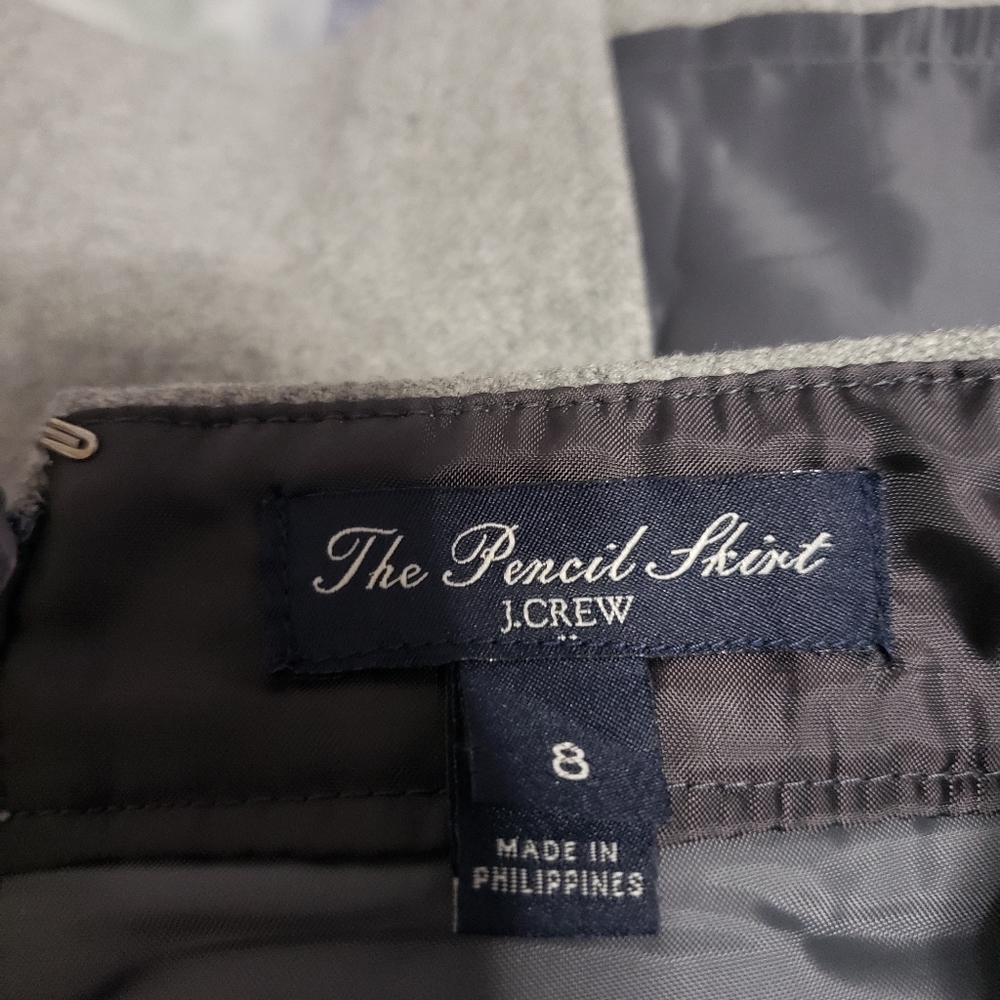 The Pencil Skirt
J.CREW
8
MADE IN
PHILIPPINES